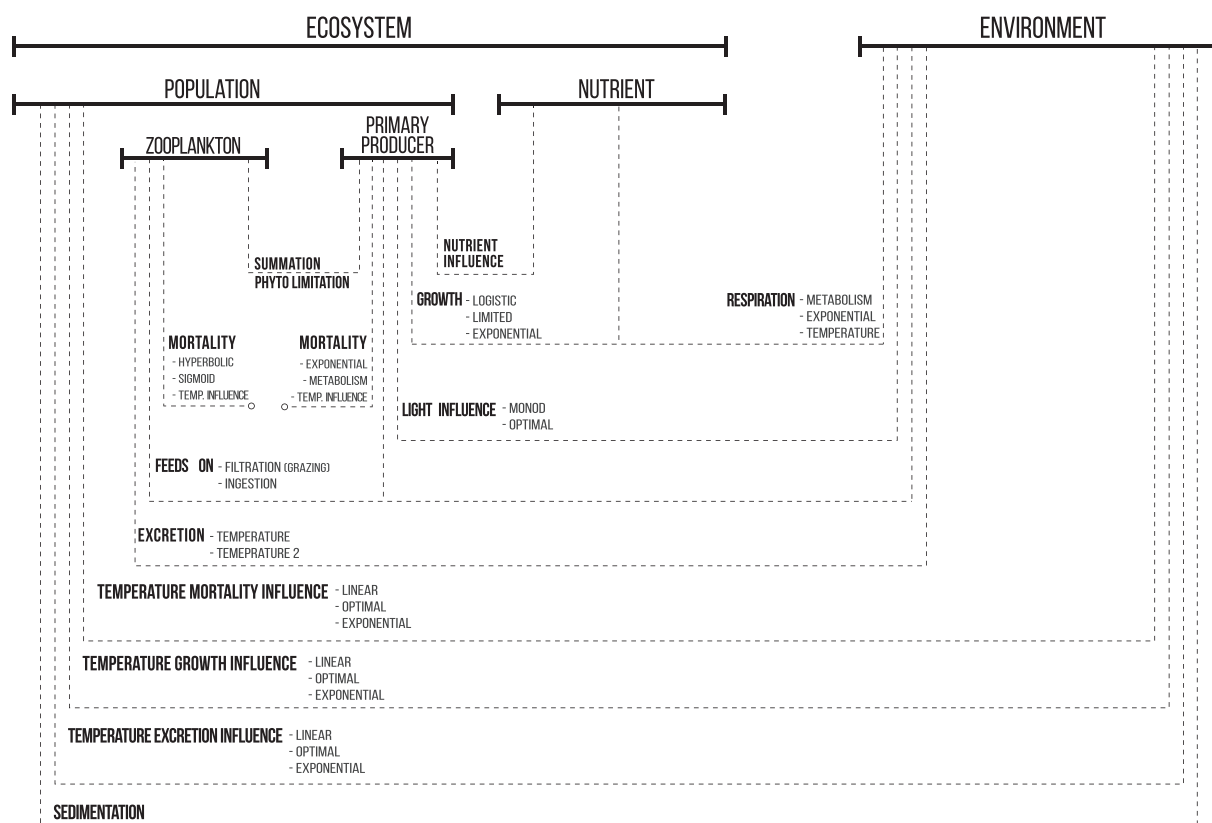 ECOSYSTEM
ENVIRONMENT
POPULATION
NUTRIENT
ZOOPLANKTON
PRIMARY
PRODUCER
SUMMATION
PHYTO LIMITATION
NUTRIENT
INFLUENCE
GROWTH - LOGISTIC
- LIMITED
- EXPONENTIAL
RESPIRATION - METABOLISM
- EXPONENTIAL
- TEMPERATURE
MORTALITY
- HYPERBOLIC
- SIGMOID
- TEMP. INFLUENCE
MORTALITY
- EXPONENTIAL
- METABOLISM
- TEMP. INFLUENCE
LIGHT INFLUENCE - MONOD
- OPTIMAL
FEEDS ON - FILTRATION (GRAZING)
- INGESTION
EXCRETION - TEMPERATURE
- TEMEPRATURE 2
TEMPERATURE MORTALITY INFLUENCE - LINEAR
- OPTIMAL
- EXPONENTIAL
TEMPERATURE GROWTH INFLUENCE - LINEAR
- OPTIMAL
- EXPONENTIAL
TEMPERATURE EXCRETION INFLUENCE - LINEAR
- OPTIMAL
- EXPONENTIAL
SEDIMENTATION